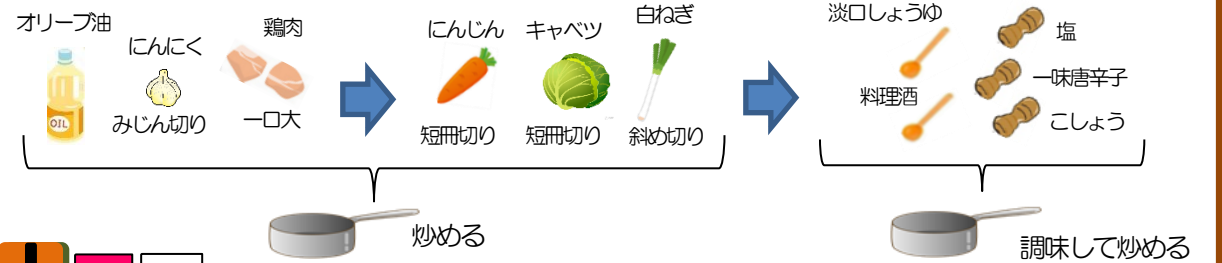 オリーブ油
にんにく
みじん切り
鶏肉
一口大
にんじん
短冊切り
キャベツ
短冊切り
白ねぎ
斜め切り
淡口しょうゆ
料理酒
塩
一味唐辛子
こしょう
OIL
炒める
調味して炒める